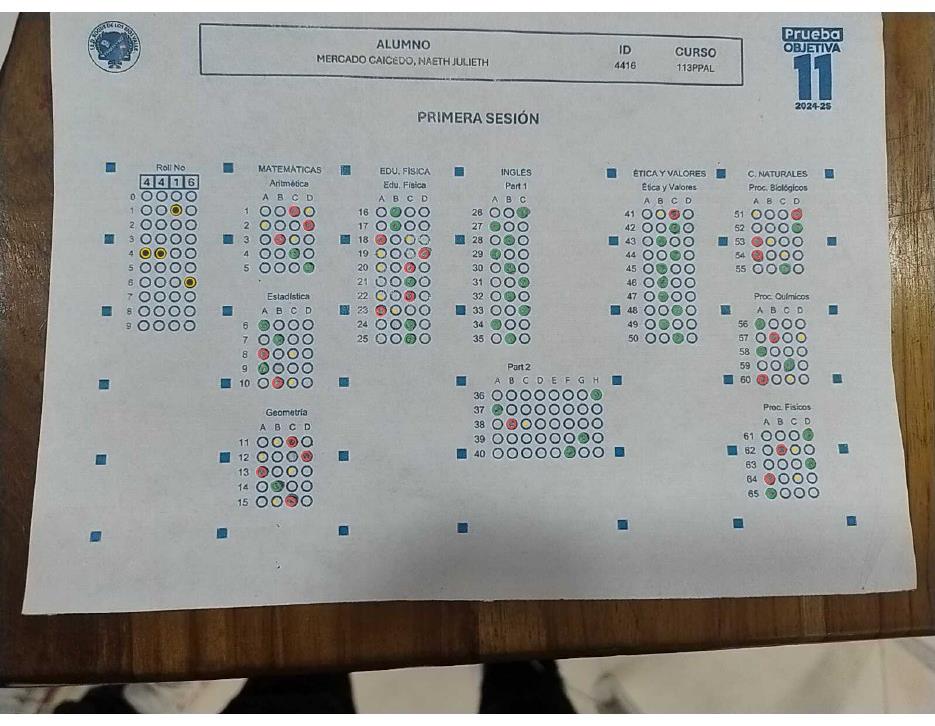 ALUMNO
MERCADO CAICEDO, NAETH JULIETH
ID
4416
CURSO
113PPAL
Prueba
OBJETIVA
11
2024-25
PRIMERA SESIÓN
Roll No
4 4 1 6
0
1
2
3
4
5
6
7
8
9
MATEMÁTICAS
Aritmética
A B C D
1
2
3
4
5
Estadística
A B C D
6
7
8
9
10
Geometría
A B C D
11
12
13
14
15
EDU. FÍSICA
Edu. Física
A B C D
16
17
18
19
20
21
22
23
24
25
INGLÉS
Part 1
A B C
26
27
28
29
30
31
32
33
34
35
Part 2
A B C D E F G H
36
37
38
39
40
ÉTICA Y VALORES
Ética y Valores
A B C D
41
42
43
44
45
46
47
48
49
50
C. NATURALES
Proc. Biológicos
A B C D
51
52
53
54
55
Proc. Químicos
A B C D
56
57
58
59
60
Proc. Físicos
A B C D
61
62
63
64
65